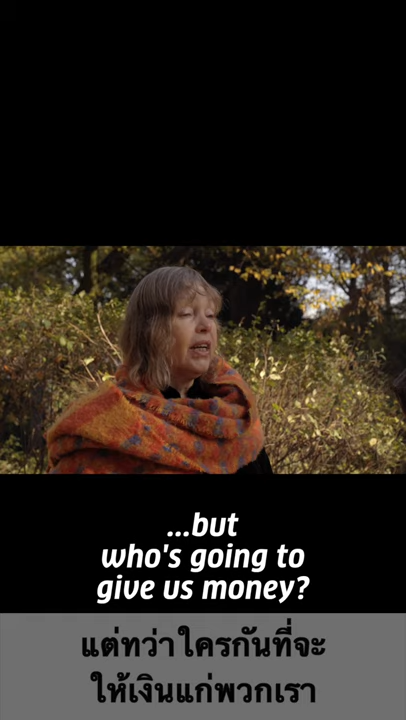 ...but
who's going to
give us money?
แต่ทว่าใครกันที่จะ
ให้เงินแก่พวกเรา